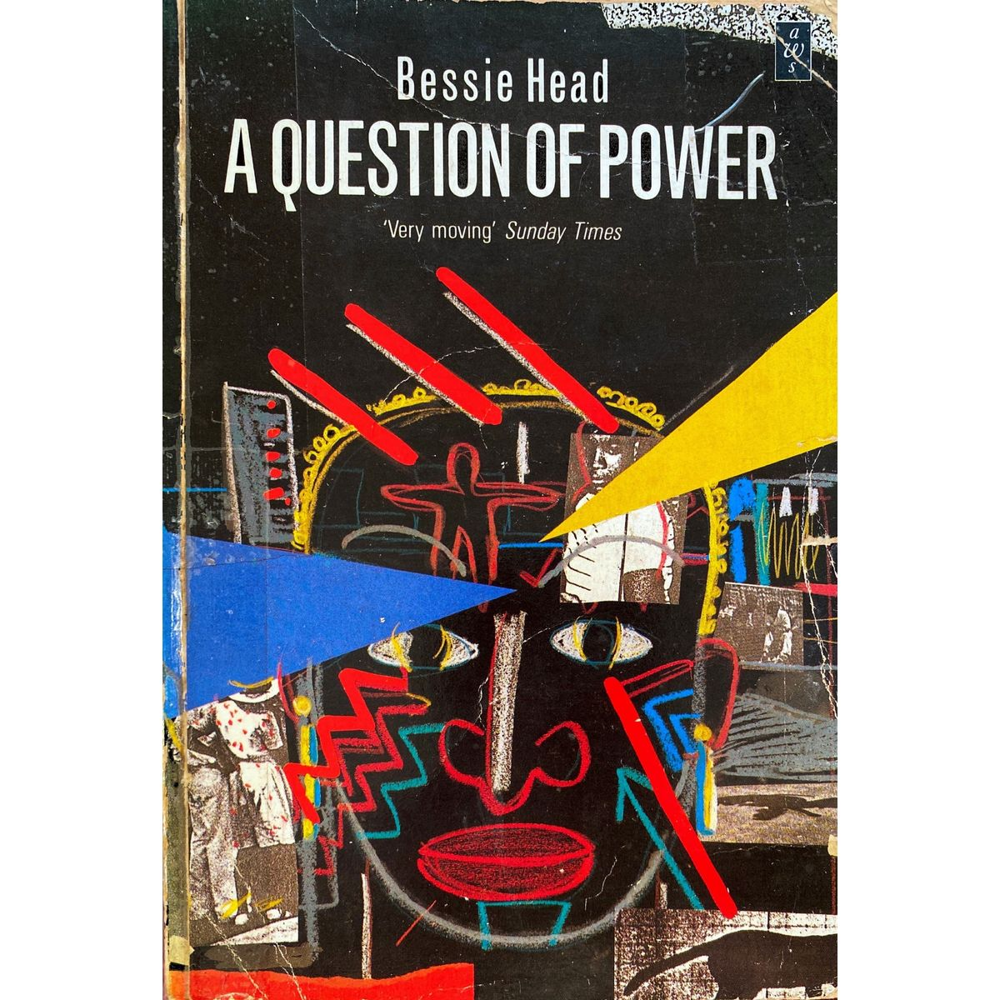 a
W
s
Bessie Head
A QUESTION OF POWER
‘Very moving’ Sunday Times